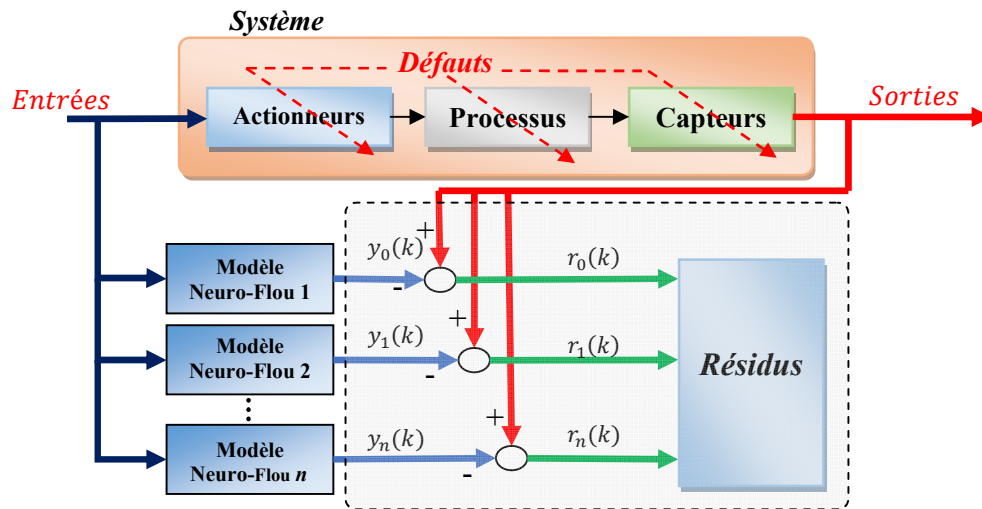 Système
Défauts
Entrées
Sorties
Actionneurs
Processus
Capteurs
+
y₀(k)
r₀(k)
Modèle
Neuro-Flou 1
-
+
y₁(k)
r₁(k)
Modèle
Neuro-Flou 2
-
Résidus
⋮
+
yₙ(k)
rₙ(k)
Modèle
Neuro-Flou n
-